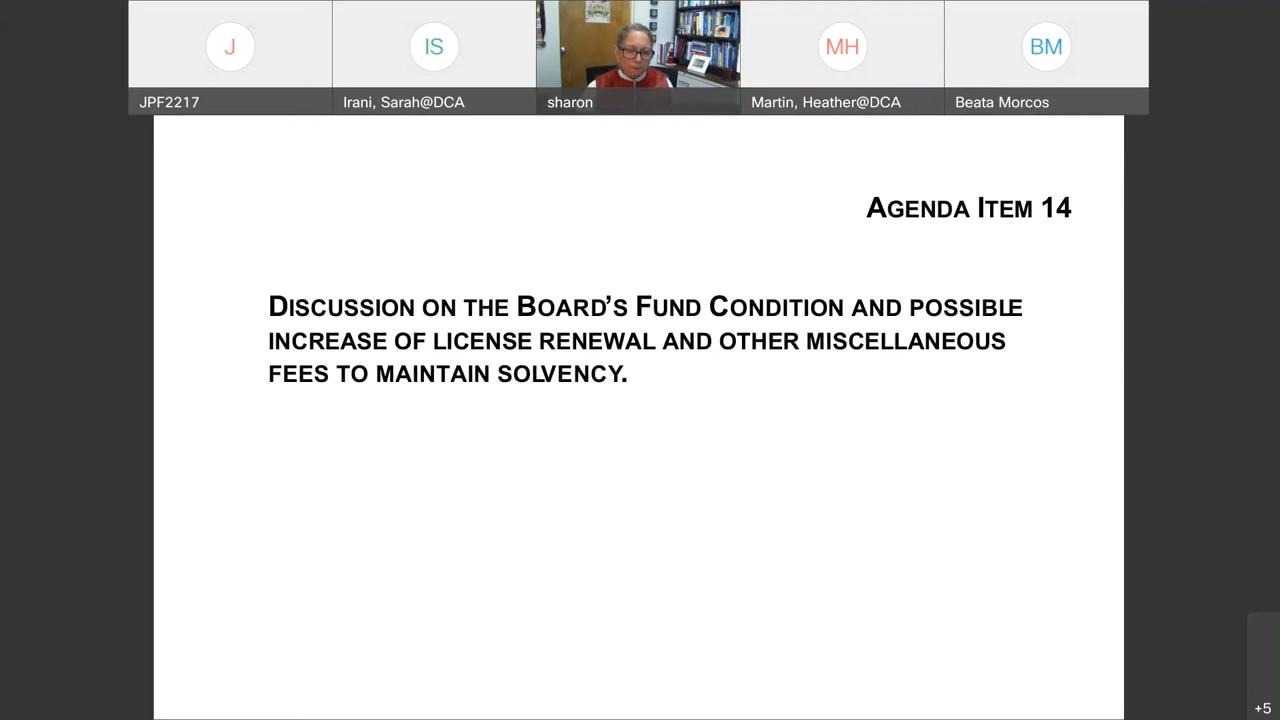 J
IS
MH
BM
JPF2217
Irani, Sarah@DCA
sharon
Martin, Heather@DCA
Beata Morcos
AGENDA ITEM 14
DISCUSSION ON THE BOARD’S FUND CONDITION AND POSSIBLE
INCREASE OF LICENSE RENEWAL AND OTHER MISCELLANEOUS
FEES TO MAINTAIN SOLVENCY.
+5